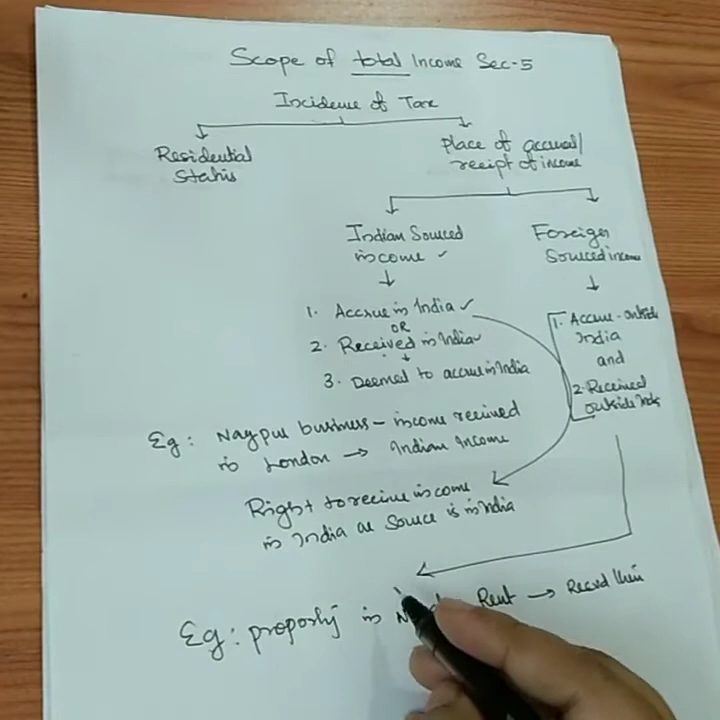 Scope of total Income Sec-5
Incidence of Tax
Residential
Status
Place of accrual/
receipt of income
Indian Sourced
income ✓
Foreign
Sourced income
1. Accrue in India ✓
OR
2. Received in India
3. Deemed to accrue in India
1. Accrue - outside
India
and
2. Received
outside India
Eg: Nagpur business - income received
in London → Indian Income
Right to receive income
in India as Source is in India
Eg: property in Rent →